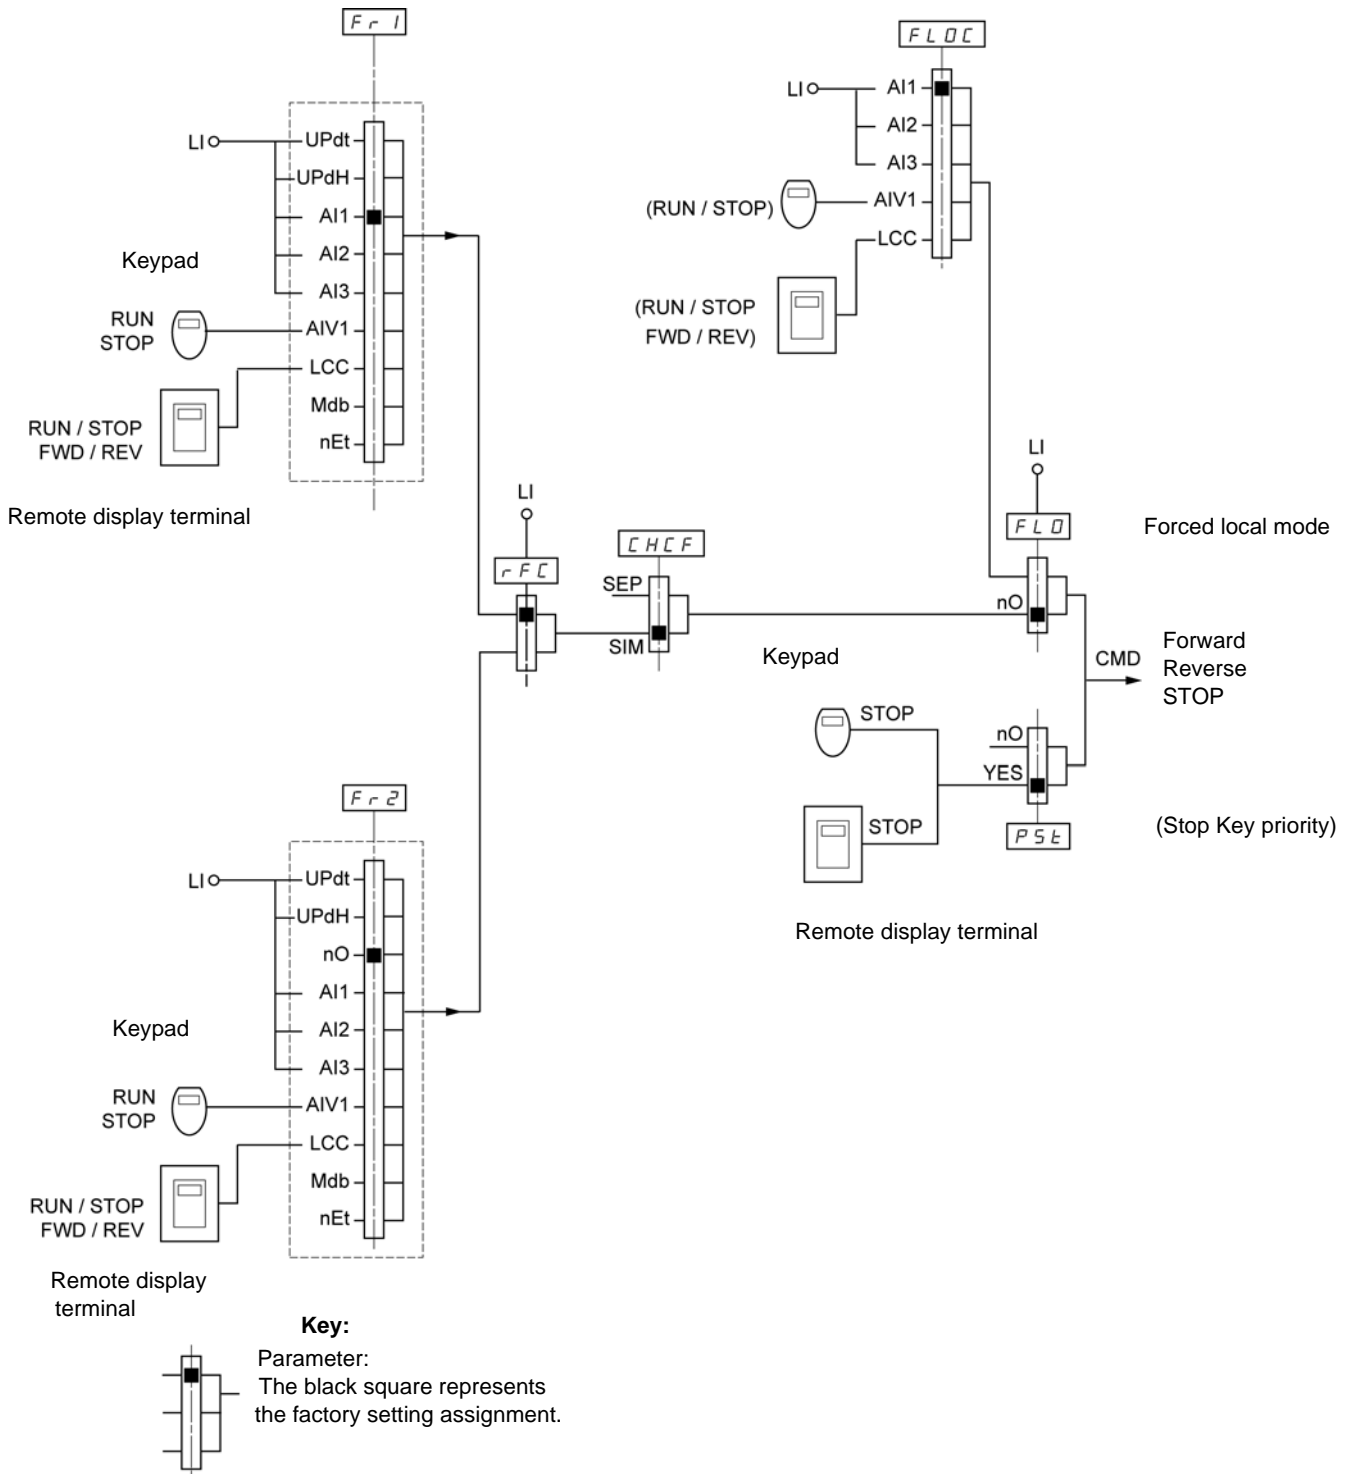 Fr1
LI
UPdt
UPdH
AI1
AI2
AI3
Keypad
RUN
STOP
AIV1
LCC
Mdb
nEt
RUN / STOP
FWD / REV
Remote display terminal
FLOC
LI
AI1
AI2
AI3
(RUN / STOP)
AIV1
LCC
(RUN / STOP
FWD / REV)
LI
rFC
CHCF
SEP
SIM
LI
FLO
Forced local mode
nO
Keypad
CMD
Forward
Reverse
STOP
STOP
nO
YES
STOP
PSt
(Stop Key priority)
Remote display terminal
Fr2
LI
UPdt
UPdH
nO
AI1
AI2
AI3
Keypad
RUN
STOP
AIV1
LCC
Mdb
nEt
RUN / STOP
FWD / REV
Remote display
terminal
Key:
Parameter:
The black square represents
the factory setting assignment.